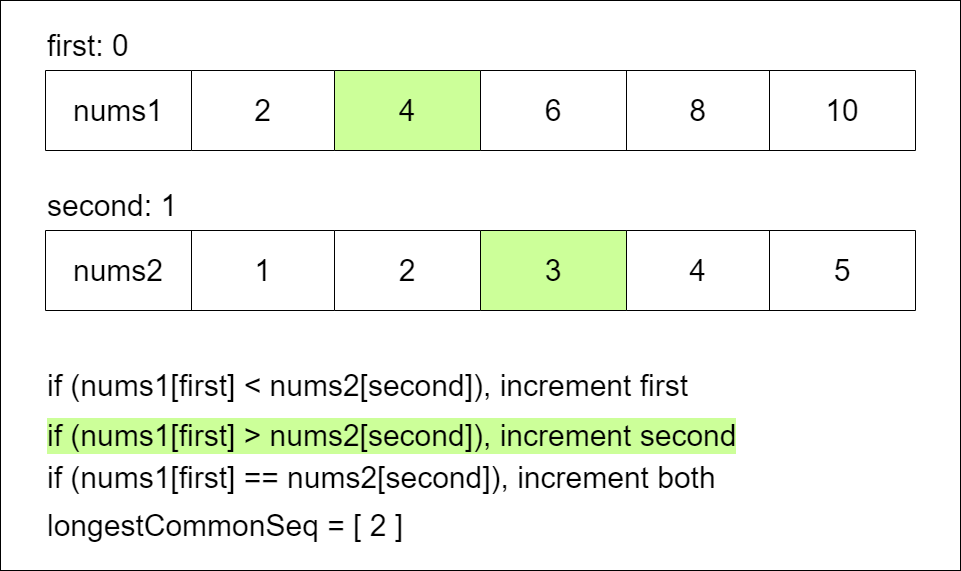 first: 0
nums1 2 4 6 8 10
second: 1
nums2 1 2 3 4 5
if (nums1[first] < nums2[second]), increment first
if (nums1[first] > nums2[second]), increment second
if (nums1[first] == nums2[second]), increment both
longestCommonSeq = [ 2 ]